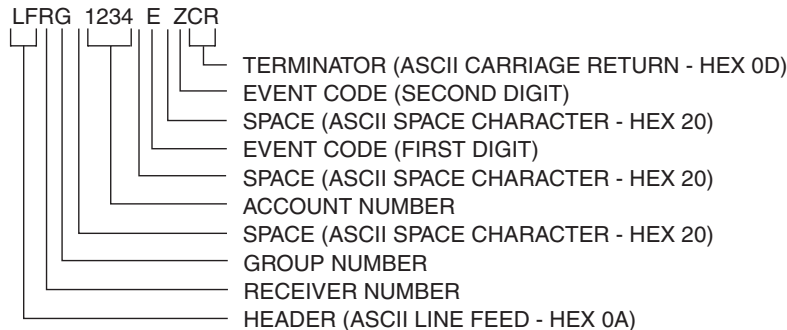 LFRG 1234 E ZCR
TERMINATOR (ASCII CARRIAGE RETURN - HEX 0D)
EVENT CODE (SECOND DIGIT)
SPACE (ASCII SPACE CHARACTER - HEX 20)
EVENT CODE (FIRST DIGIT)
SPACE (ASCII SPACE CHARACTER - HEX 20)
ACCOUNT NUMBER
SPACE (ASCII SPACE CHARACTER - HEX 20)
GROUP NUMBER
RECEIVER NUMBER
HEADER (ASCII LINE FEED - HEX 0A)